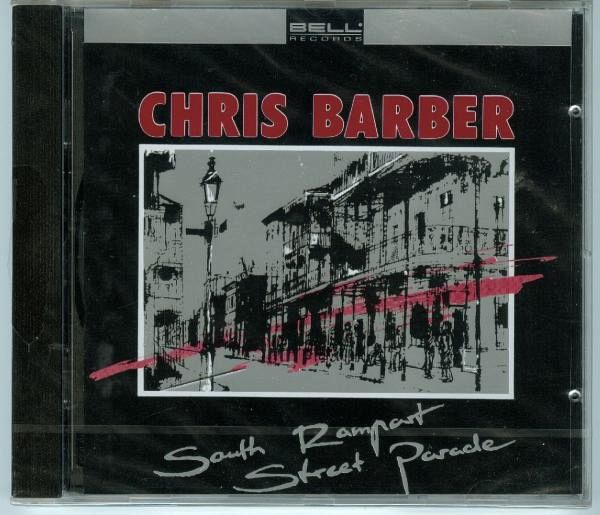 BELL
RECORDS
CHRIS BARBER
South Rampart
Street Parade